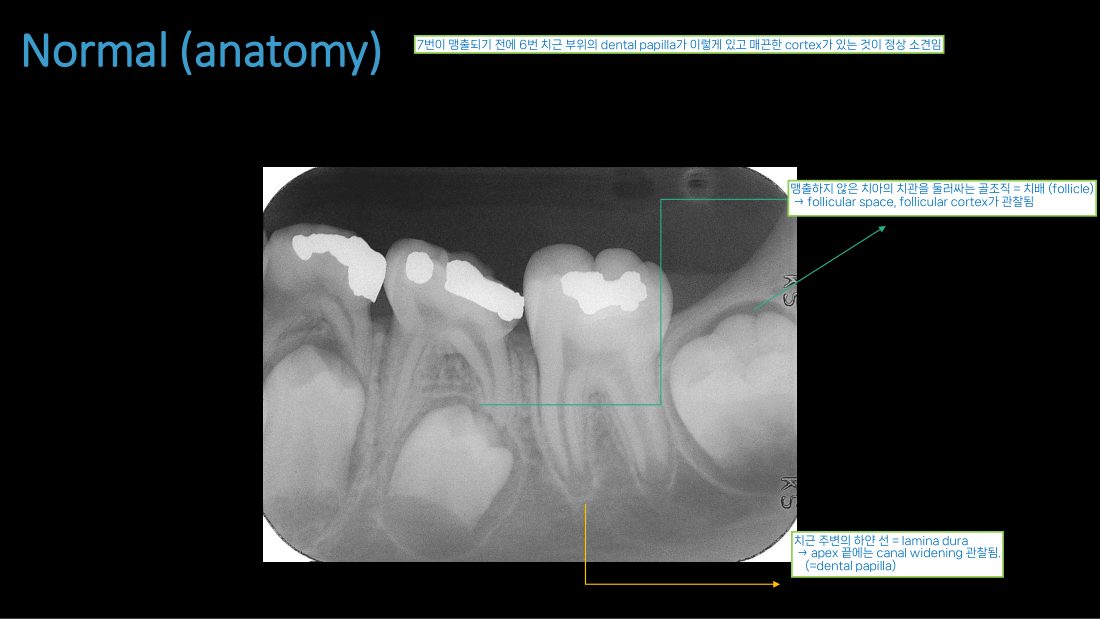 Normal (anatomy)
7번이 맹출되기 전에 6번 치근 부위의 dental papilla가 이렇게 있고 매끈한 cortex가 있는 것이 정상 소견임
맹출하지 않은 치아의 치관을 둘러싸는 골조직 = 치배 (follicle)
→ follicular space, follicular cortex가 관찰됨
KS
KS
치근 주변의 하얀 선 = lamina dura
→ apex 끝에는 canal widening 관찰됨.
(=dental papilla)